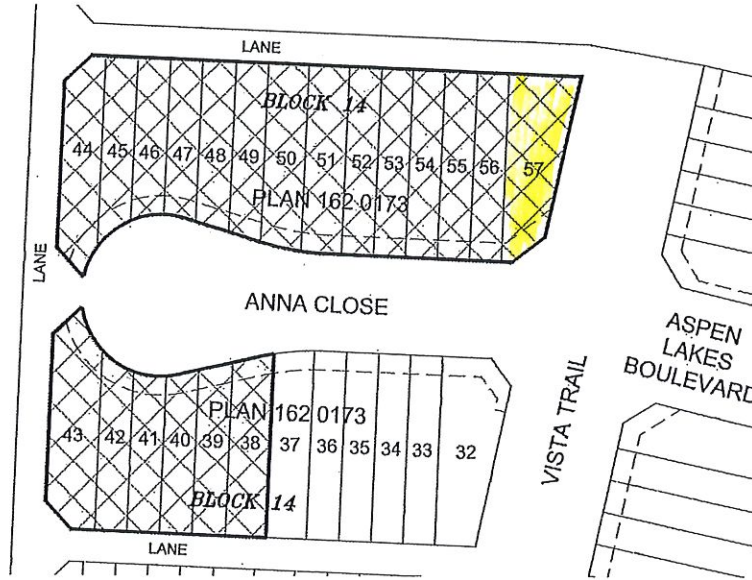 LANE
BLOCK 14
44 45 46 47 48 49 50 51 52 53 54 55 56 57
PLAN 162 0173
LANE
ANNA CLOSE
ASPEN
LAKES
BOULEVARD
VISTA TRAIL
PLAN 162 0173
43 42 41 40 39 38 37 36 35 34 33 32
BLOCK 14
LANE